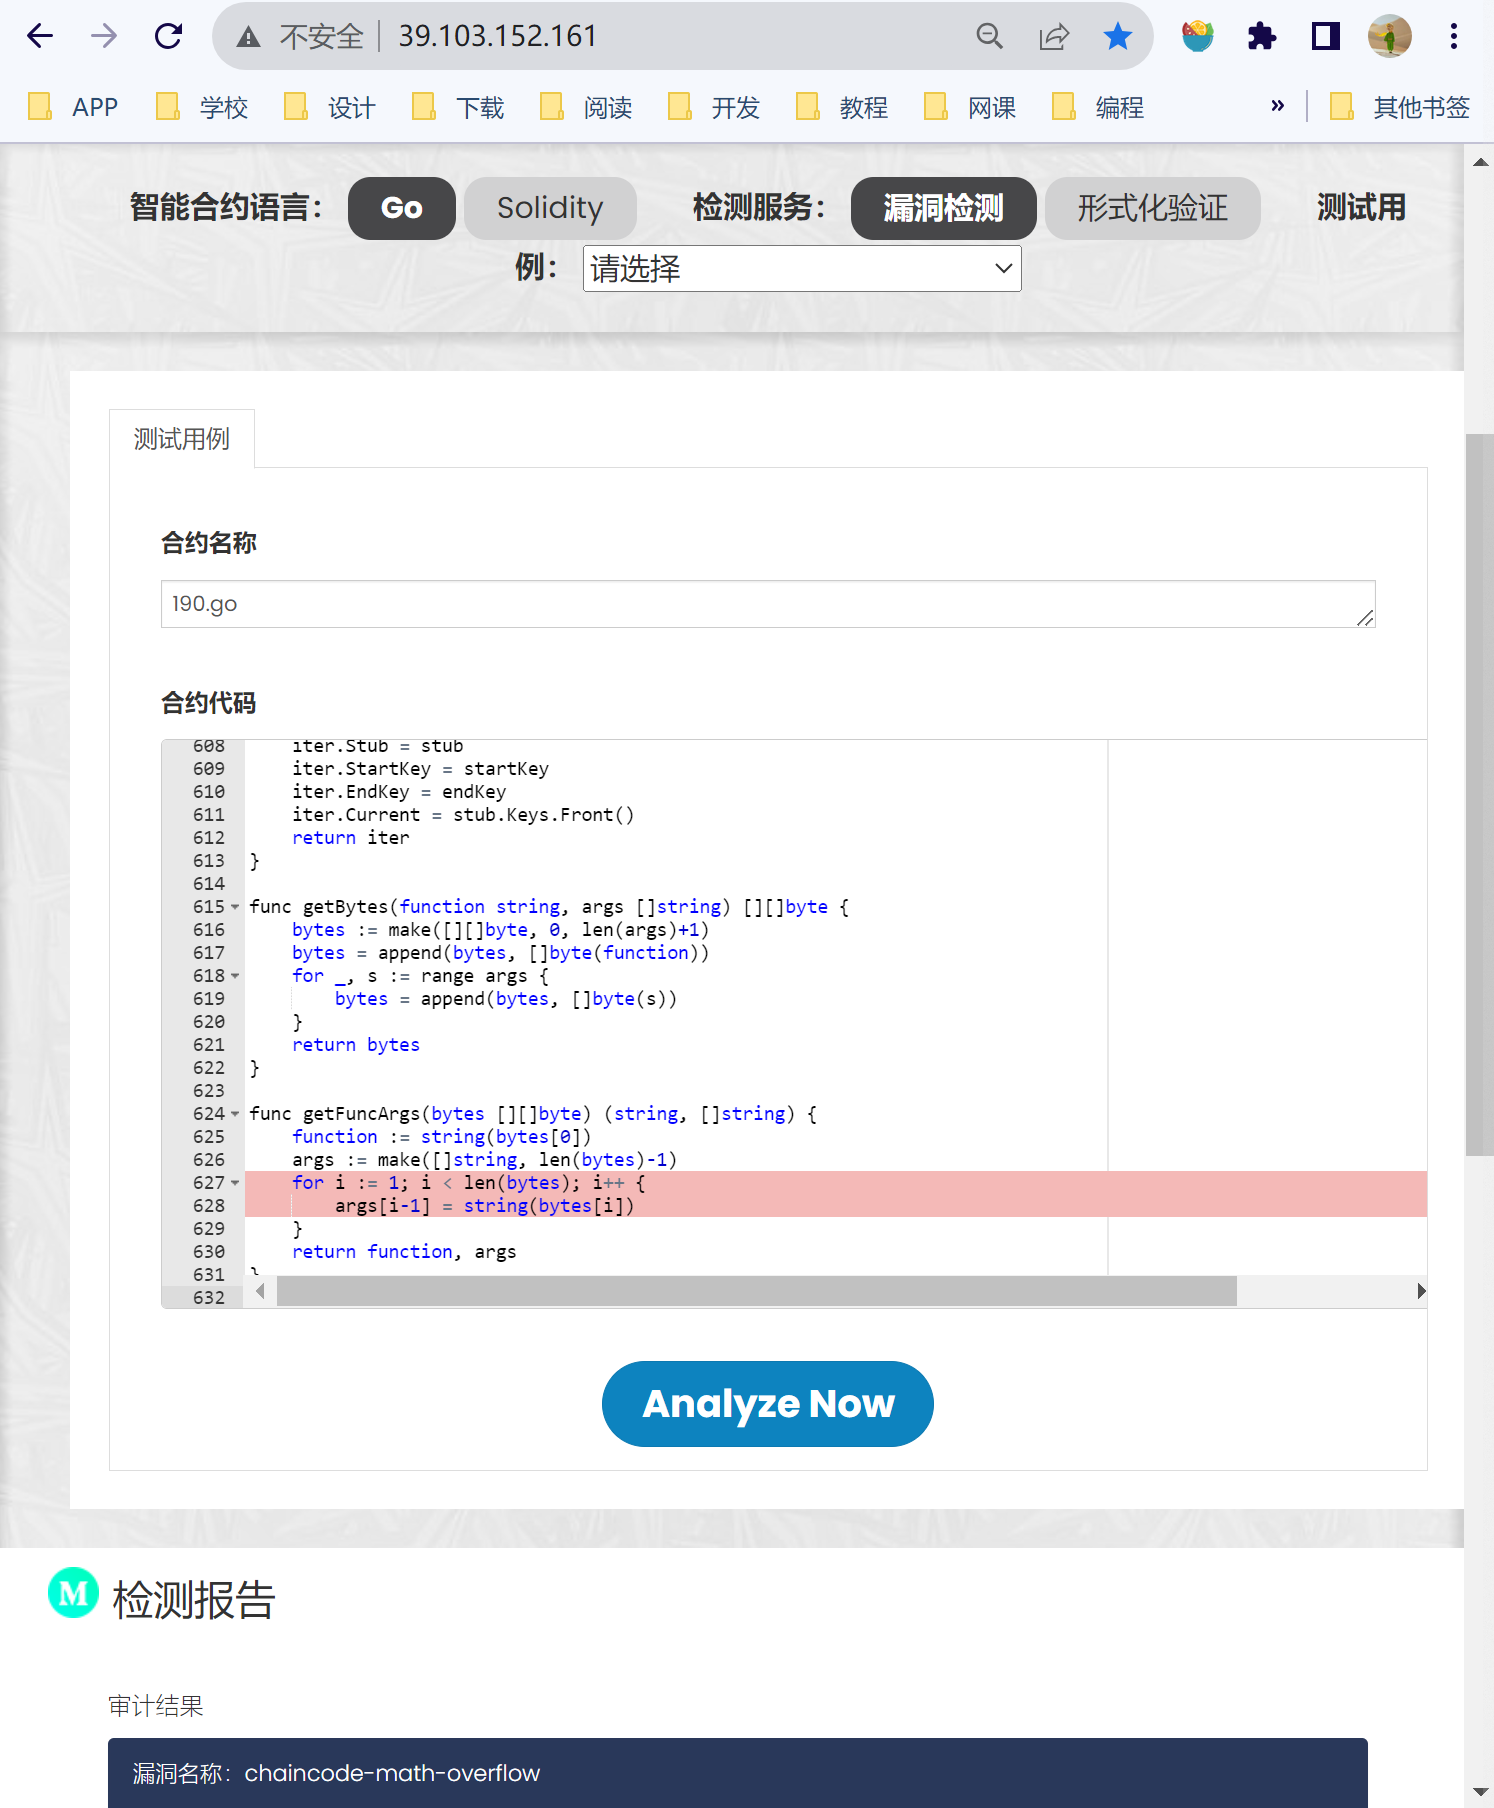 不安全 39.103.152.161
APP 学校 设计 下载 阅读 开发 教程 网课 编程 » 其他书签
智能合约语言： Go Solidity 检测服务： 漏洞检测 形式化验证 测试用
例： 请选择
测试用例
合约名称
190.go
合约代码
608 iter.Stub = stub
609 iter.StartKey = startKey
610 iter.EndKey = endKey
611 iter.Current = stub.Keys.Front()
612 return iter
613 }
614
615 func getBytes(function string, args []string) [][]byte {
616 bytes := make([][]byte, 0, len(args)+1)
617 bytes = append(bytes, []byte(function))
618 for _, s := range args {
619 bytes = append(bytes, []byte(s))
620 }
621 return bytes
622 }
623
624 func getFuncArgs(bytes [][]byte) (string, []string) {
625 function := string(bytes[0])
626 args := make([]string, len(bytes)-1)
627 for i := 1; i < len(bytes); i++ {
628 args[i-1] = string(bytes[i])
629 }
630 return function, args
631 }
632
Analyze Now
M 检测报告
审计结果
漏洞名称：chaincode-math-overflow